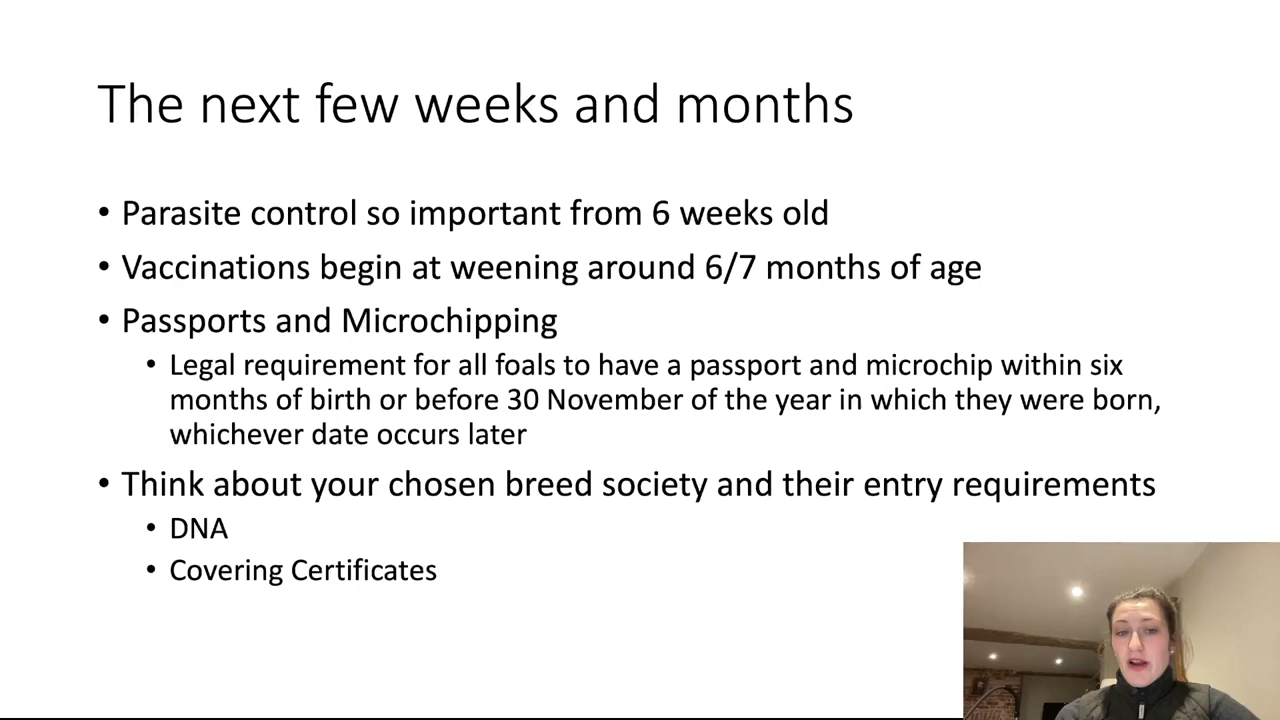 The next few weeks and months
• Parasite control so important from 6 weeks old
• Vaccinations begin at weening around 6/7 months of age
• Passports and Microchipping
• Legal requirement for all foals to have a passport and microchip within six
months of birth or before 30 November of the year in which they were born,
whichever date occurs later
• Think about your chosen breed society and their entry requirements
• DNA
• Covering Certificates